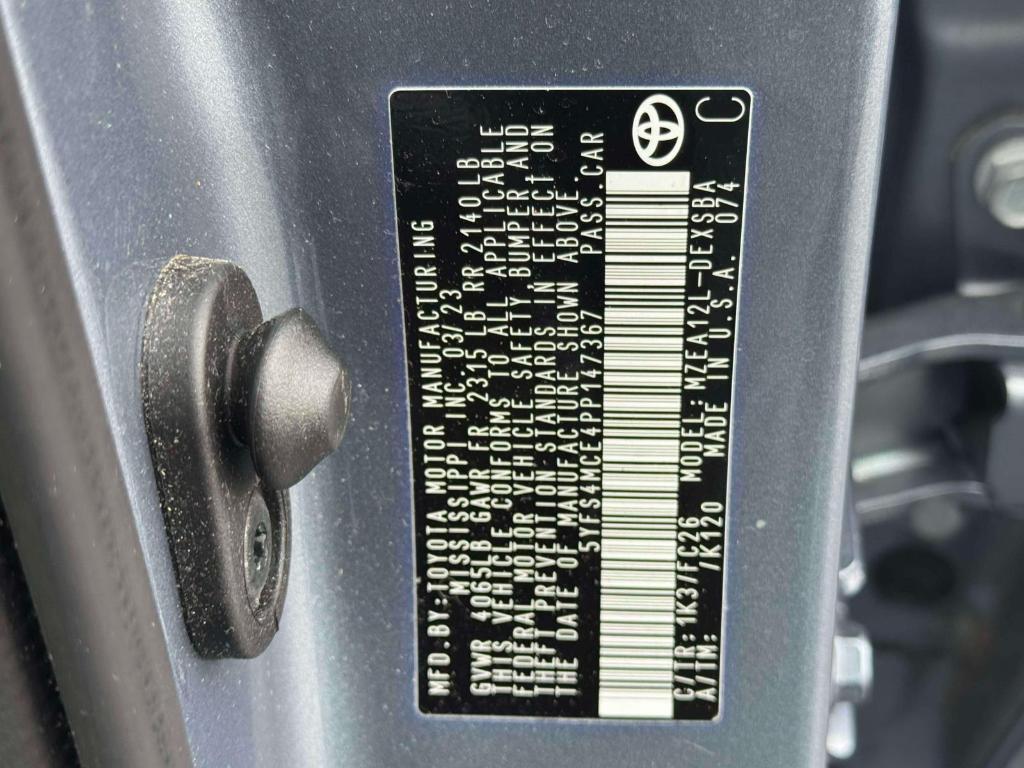 MFD.BY: TOYOTA MOTOR MANUFACTURING
MISSISSIPPI INC. 03/23
GVWR 4065LB GAWR FR 2315 LB RR 2140LB
THIS VEHICLE CONFORMS TO ALL APPLICABLE
FEDERAL MOTOR VEHICLE SAFETY, BUMPER AND
THEFT PREVENTION STANDARDS IN EFFECT ON
THE DATE OF MANUFACTURE SHOWN ABOVE.
5YFS4MCE4PP147367 PASS.CAR
C/TR: 1K3/FC26 MODEL: MZEA12L-DEXSBA
A/TM: /K120 MADE IN U.S.A. 074
C